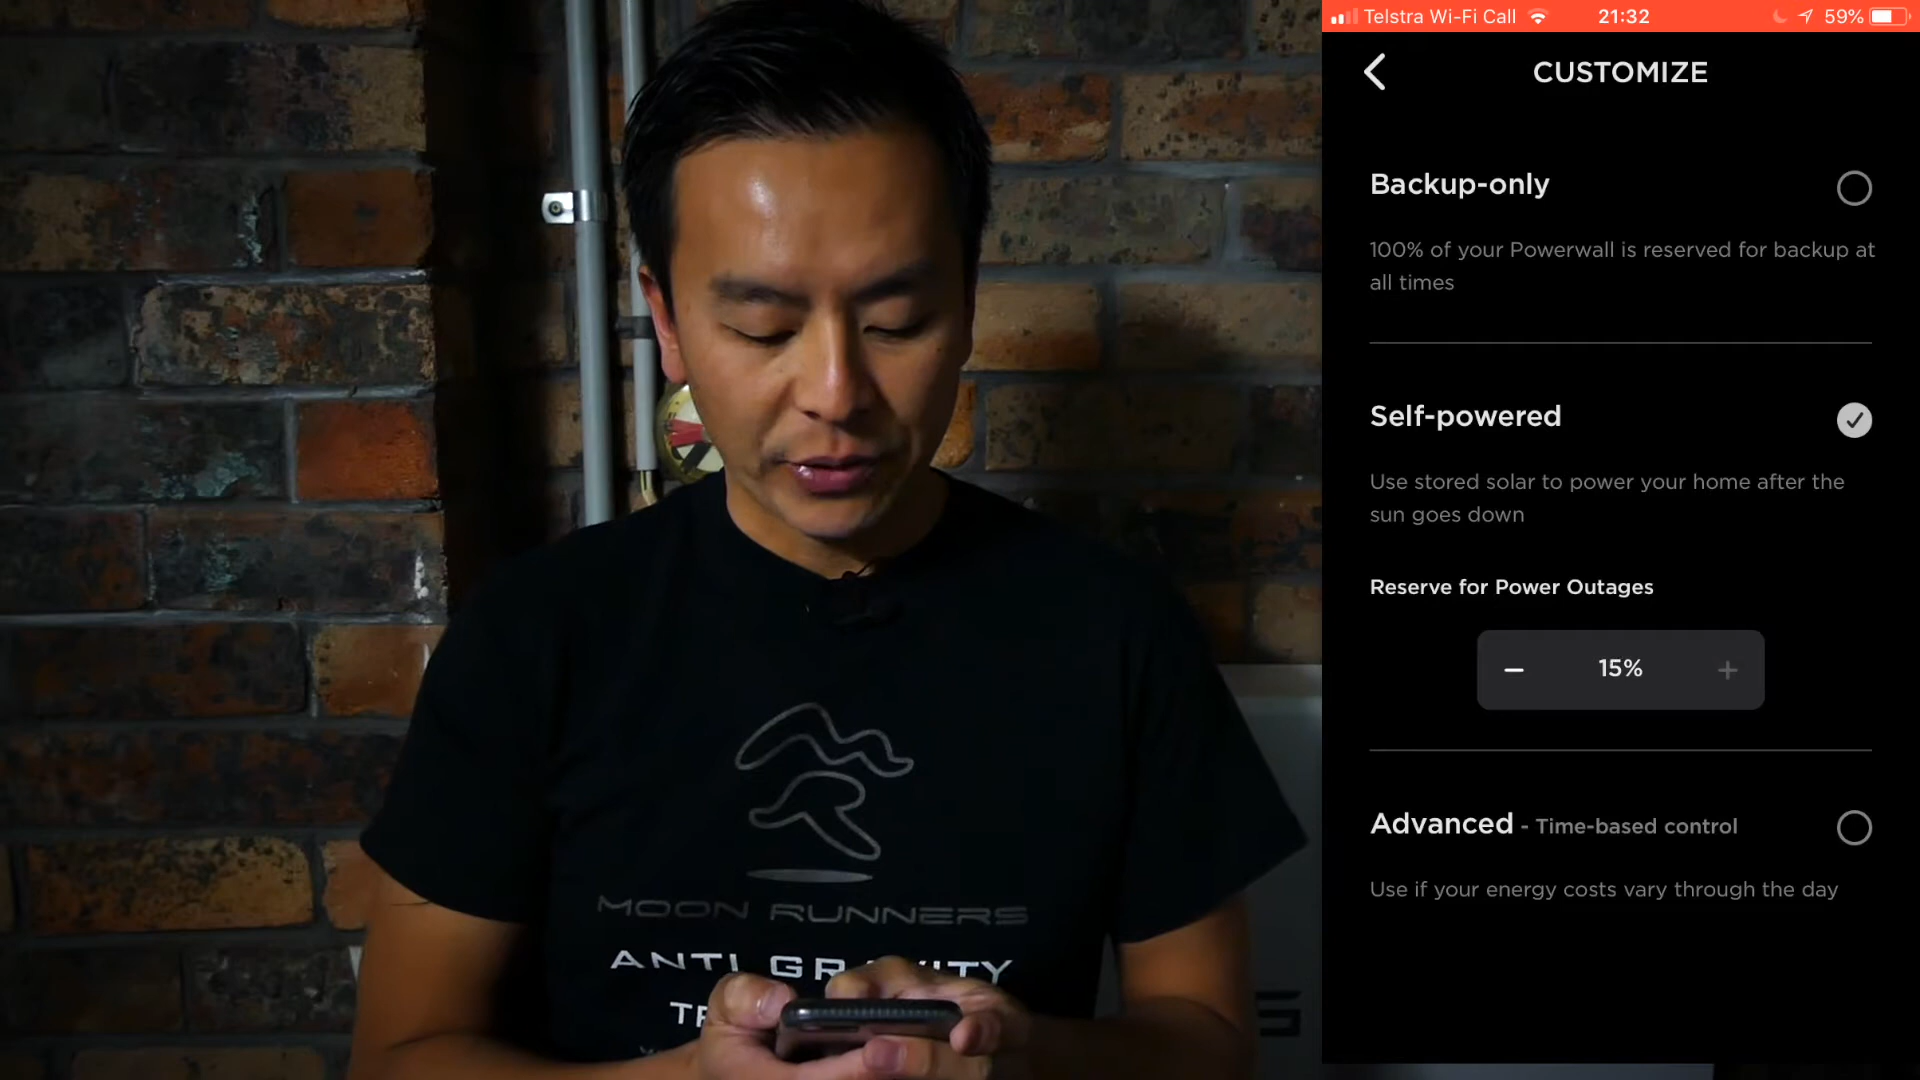 Telstra Wi-Fi Call 21:32 59%
CUSTOMIZE
Backup-only
100% of your Powerwall is reserved for backup at
all times
Self-powered
Use stored solar to power your home after the
sun goes down
Reserve for Power Outages
− 15% +
Advanced - Time-based control
Use if your energy costs vary through the day
MOON RUNNERS
ANTI